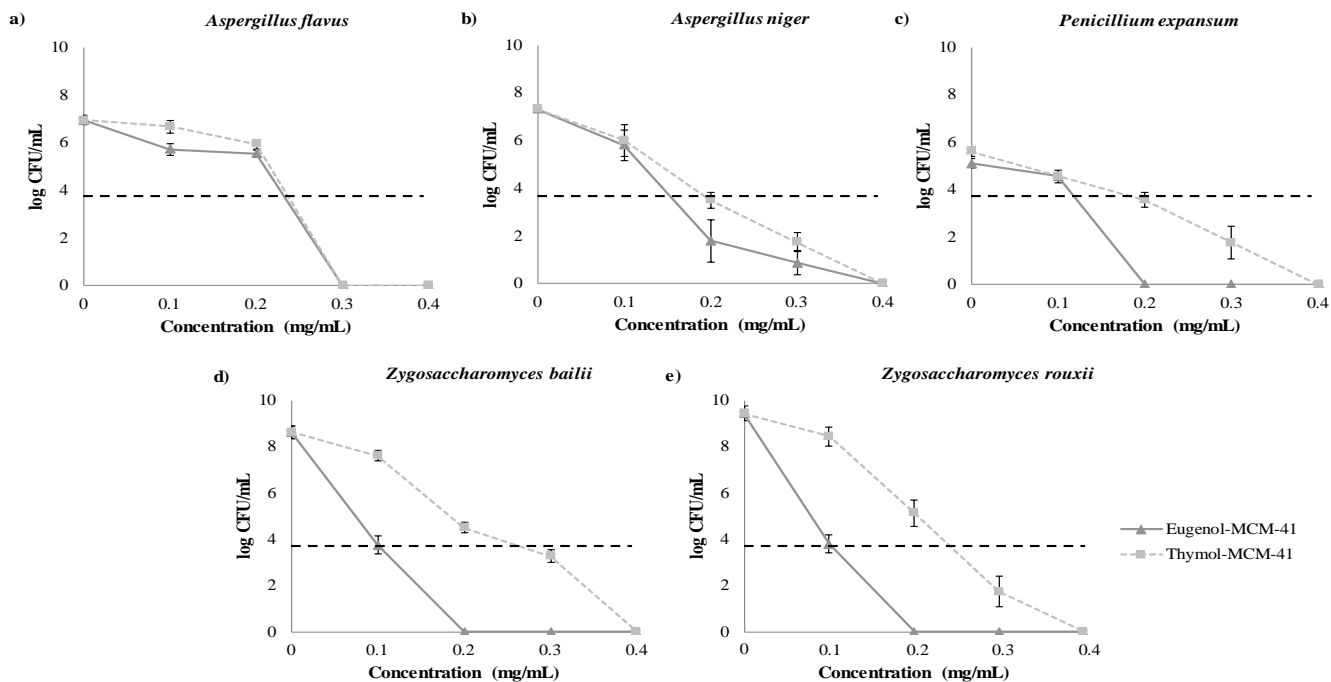 a)
Aspergillus flavus
10
8
6
4
2
0
log CFU/mL
0 0.1 0.2 0.3 0.4
Concentration (mg/mL)
b)
Aspergillus niger
10
8
6
4
2
0
log CFU/mL
0 0.1 0.2 0.3 0.4
Concentration (mg/mL)
c)
Penicillium expansum
10
8
6
4
2
0
log CFU/mL
0 0.1 0.2 0.3 0.4
Concentration (mg/mL)
d)
Zygosaccharomyces bailii
10
8
6
4
2
0
log CFU/mL
0 0.1 0.2 0.3 0.4
Concentration (mg/mL)
e)
Zygosaccharomyces rouxii
10
8
6
4
2
0
log CFU/mL
0 0.1 0.2 0.3 0.4
Concentration (mg/mL)
Eugenol-MCM-41
Thymol-MCM-41